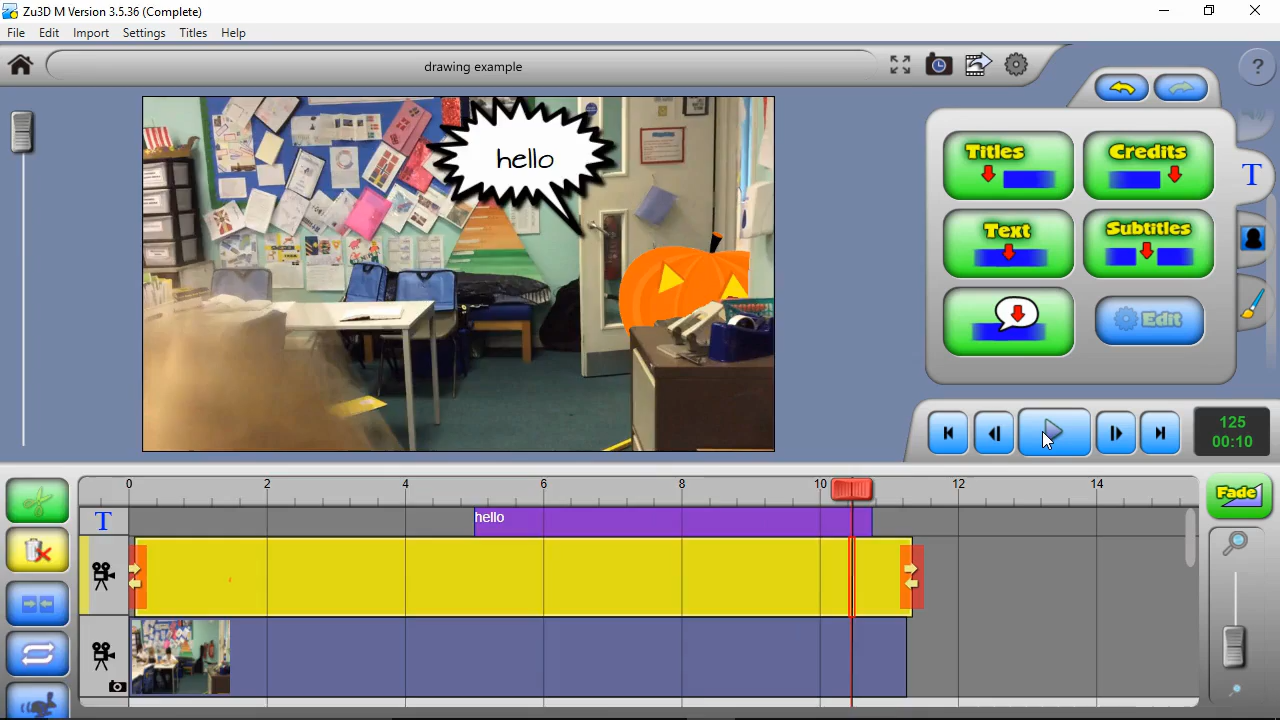 Zu3D M Version 3.5.36 (Complete)
File Edit Import Settings Titles Help
drawing example
?
hello
Titles
Credits
T
Text
Subtitles
Edit
125
00:10
0 2 4 6 8 10 12 14
Fade
T
hello